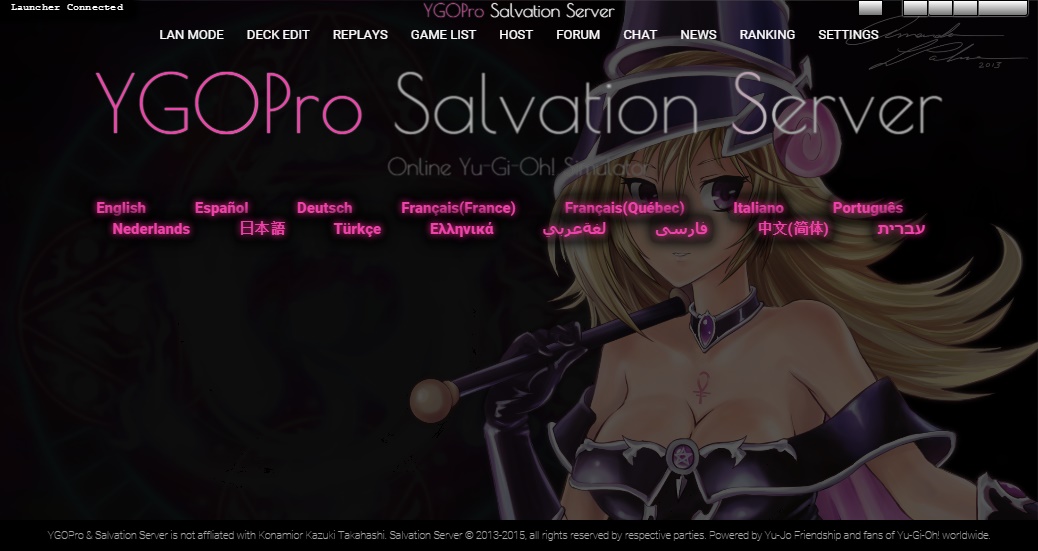 Launcher Connected
YGOPro Salvation Server
LAN MODE DECK EDIT REPLAYS GAME LIST HOST FORUM CHAT NEWS RANKING SETTINGS
YGOPro Salvation Server
Online Yu-Gi-Oh! Simulator
English Español Deutsch Français(France) Français(Québec) Italiano Português
Nederlands 日本語 Türkçe Ελληνικά لغةعربي فارسی 中文(简体) עברית
2013
YGOPro & Salvation Server is not affliated with Konamior Kazuki Takahashi. Salvation Server © 2013-2015, all rights reserved by respective parties. Powered by Yu-Jo Friendship and fans of Yu-Gi-Oh! worldwide.